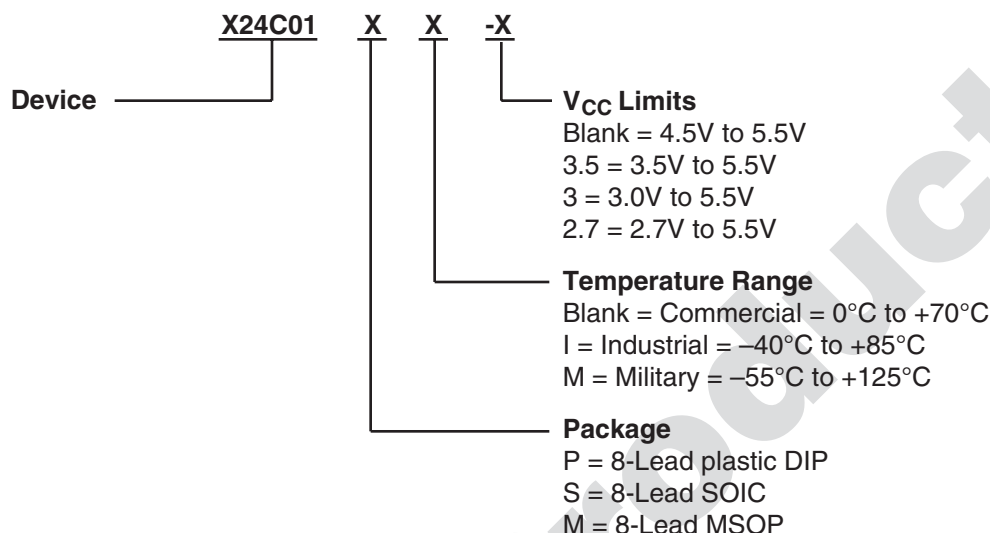 X24C01 X X -X
Device
VCC Limits
Blank = 4.5V to 5.5V
3.5 = 3.5V to 5.5V
3 = 3.0V to 5.5V
2.7 = 2.7V to 5.5V
Temperature Range
Blank = Commercial = 0°C to +70°C
I = Industrial = –40°C to +85°C
M = Military = –55°C to +125°C
Package
P = 8-Lead plastic DIP
S = 8-Lead SOIC
M = 8-Lead MSOP
roduct